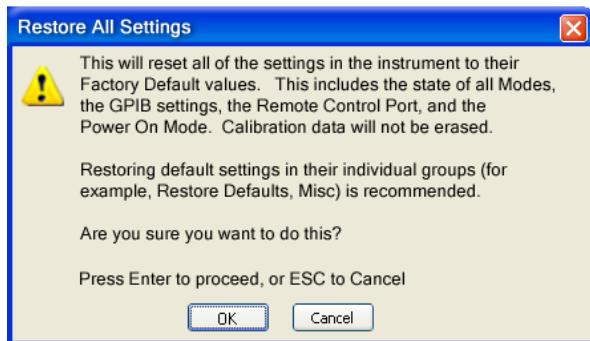 Restore All Settings
This will reset all of the settings in the instrument to their
Factory Default values. This includes the state of all Modes,
the GPIB settings, the Remote Control Port, and the
Power On Mode. Calibration data will not be erased.
Restoring default settings in their individual groups (for
example, Restore Defaults, Misc) is recommended.
Are you sure you want to do this?
Press Enter to proceed, or ESC to Cancel
OK Cancel